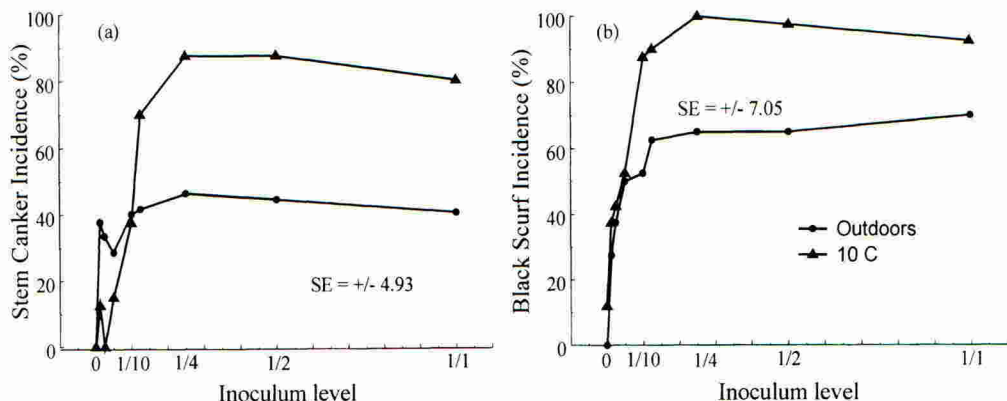 (a)
Stem Canker Incidence (%)
100
80
60
40
20
0
SE = +/- 4.93
0 1/10 1/4 1/2 1/1
Inoculum level
(b)
Black Scurf Incidence (%)
100
80
60
40
20
0
SE = +/- 7.05
Outdoors
10 C
0 1/10 1/4 1/2 1/1
Inoculum level